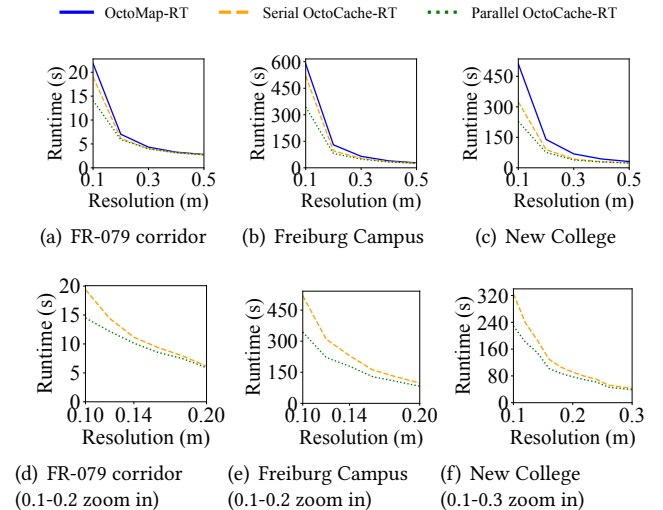 OctoMap-RT Serial OctoCache-RT Parallel OctoCache-RT
Runtime (s)
20
15
10
5
0
0.1 0.3 0.5
Resolution (m)
(a) FR-079 corridor
Runtime (s)
600
450
300
150
0
0.1 0.3 0.5
Resolution (m)
(b) Freiburg Campus
Runtime (s)
450
300
150
0
0.1 0.3 0.5
Resolution (m)
(c) New College
Runtime (s)
20
15
10
5
0
0.10 0.14 0.20
Resolution (m)
(d) FR-079 corridor
(0.1-0.2 zoom in)
Runtime (s)
450
300
150
0
0.10 0.14 0.20
Resolution (m)
(e) Freiburg Campus
(0.1-0.2 zoom in)
Runtime (s)
320
240
160
80
0
0.1 0.2 0.3
Resolution (m)
(f) New College
(0.1-0.3 zoom in)